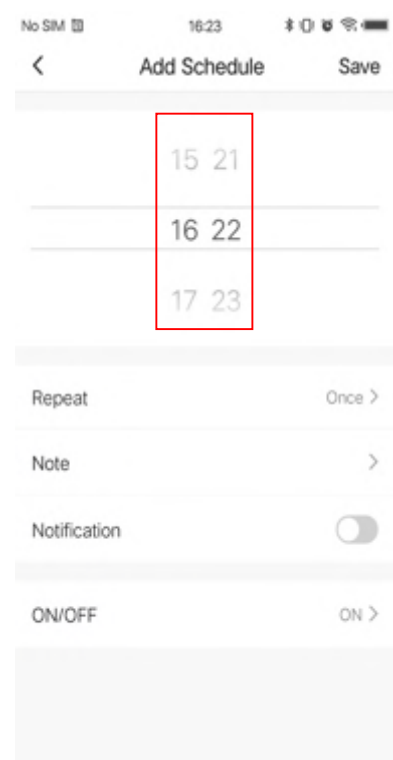 No SIM 16:23
Add Schedule Save
15 21
16 22
17 23
Repeat Once
Note
Notification
ON/OFF ON